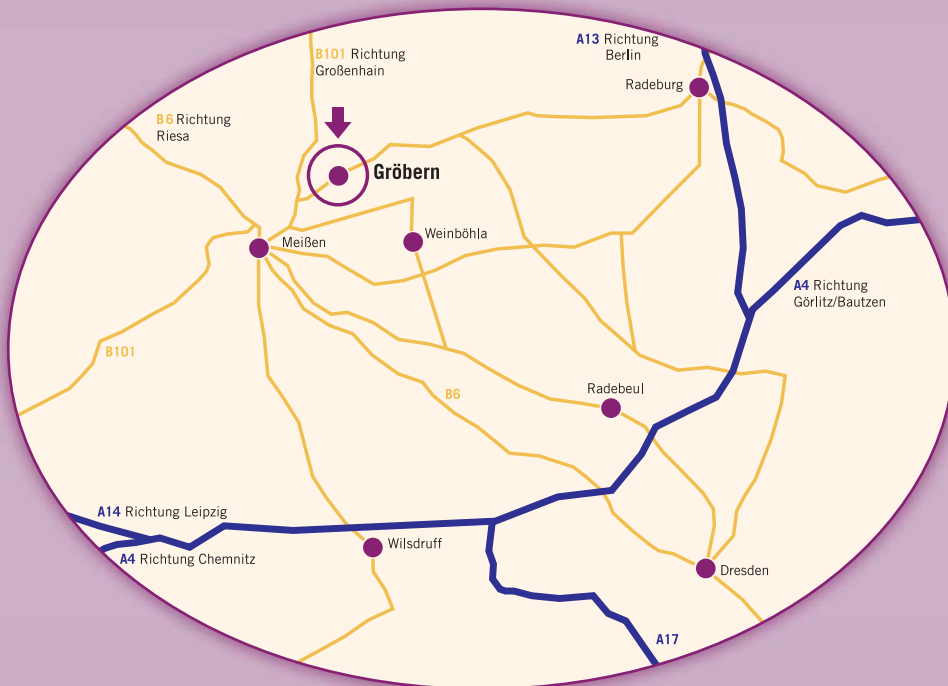 A13 Richtung
Berlin
B101 Richtung
Großenhain
Radeburg
B6 Richtung
Riesa
Gröbern
Weinböhla
Meißen
A4 Richtung
Görlitz/Bautzen
B101
Radebeul
B6
A14 Richtung Leipzig
Wilsdruff
A4 Richtung Chemnitz
Dresden
A17